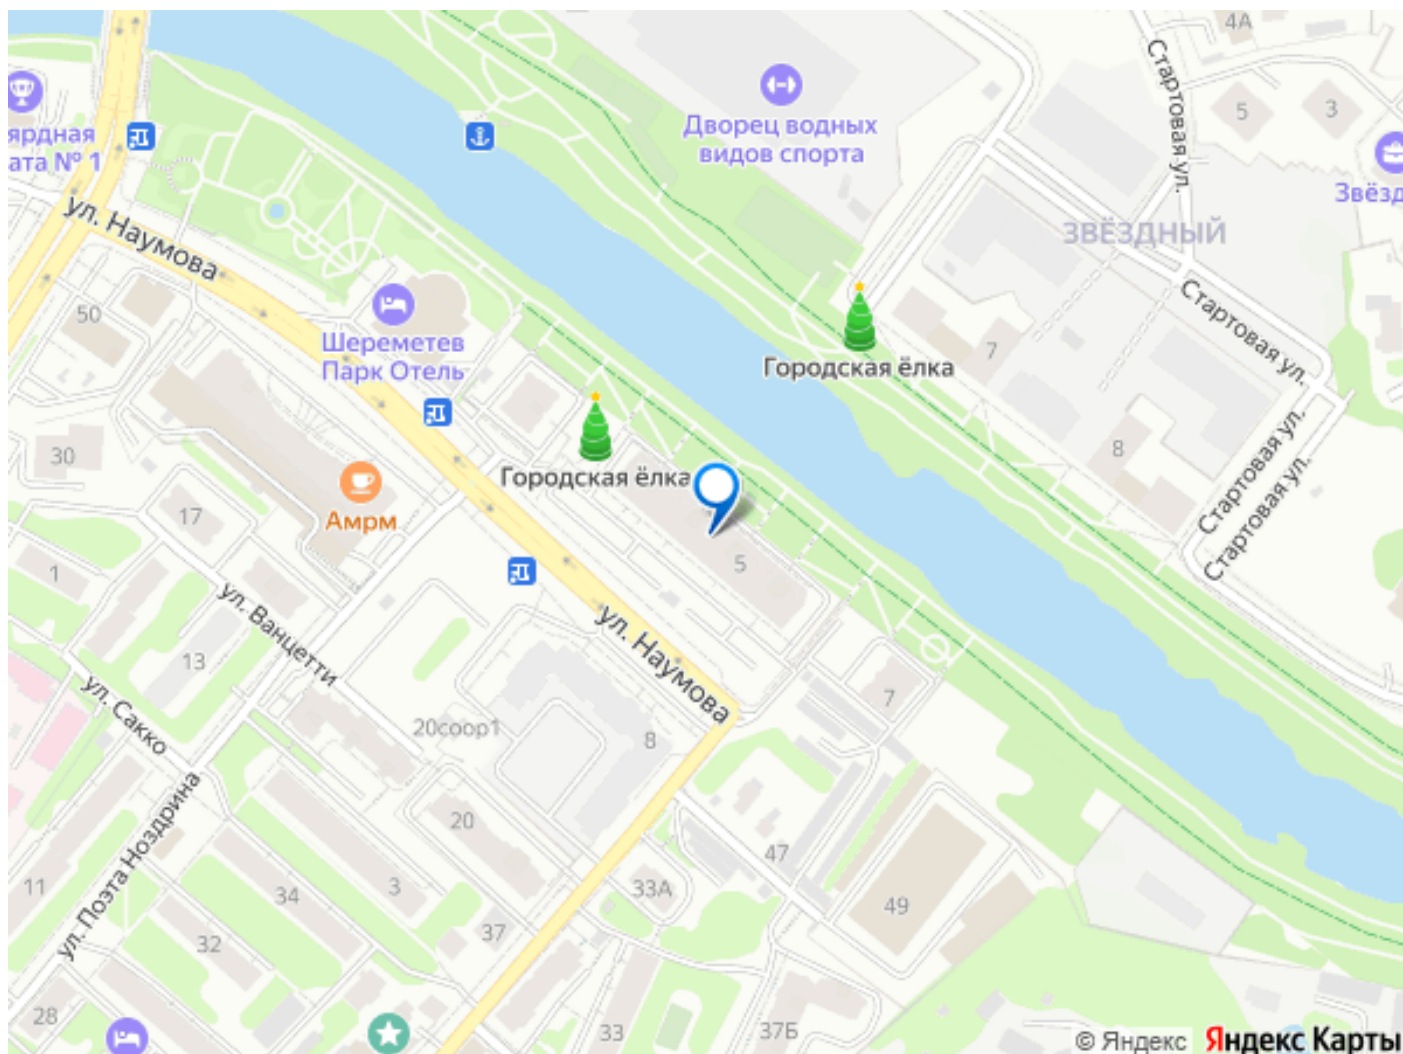 4А
Стартовая ул.
5
3
Дворец водных
видов спорта
ярдная
ата № 1
Звёзд
ул. Наумова
ЗВЁЗДНЫЙ
50
Шереметев
Парк Отель
Стартовая ул.
7
Городская ёлка
30
8
Городская ёлка
Стартовая ул.
Стартовая ул.
17
Амрм
5
1
ул. Ванцетти
ул. Наумова
13
7
ул. Сакко
20соор1
8
20
47
11
ул. Поэта Ноздрина
34
3
33А
49
32
37
28
33
37Б
© Яндекс
Яндекс Карты